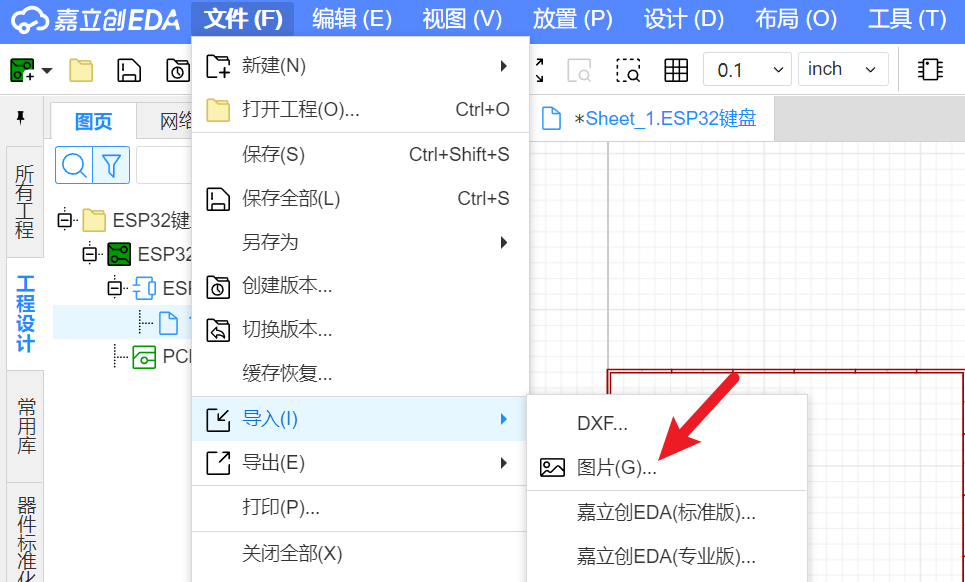 嘉立创EDA 文件 (F) 编辑 (E) 视图 (V) 放置 (P) 设计 (D) 布局 (O) 工具 (T)
0.1 inch
图页 网络
*Sheet_1.ESP32键盘
所有工程
工程设计
常用库
器件标准化
ESP32键
ESP32
ESP
1
PCB
新建(N)
打开工程(O)... Ctrl+O
保存(S) Ctrl+Shift+S
保存全部(L) Ctrl+S
另存为
创建版本...
切换版本...
缓存恢复...
导入(I)
导出(E)
打印(P)...
关闭全部(X)
DXF...
图片(G)...
嘉立创EDA(标准版)...
嘉立创EDA(专业版)...